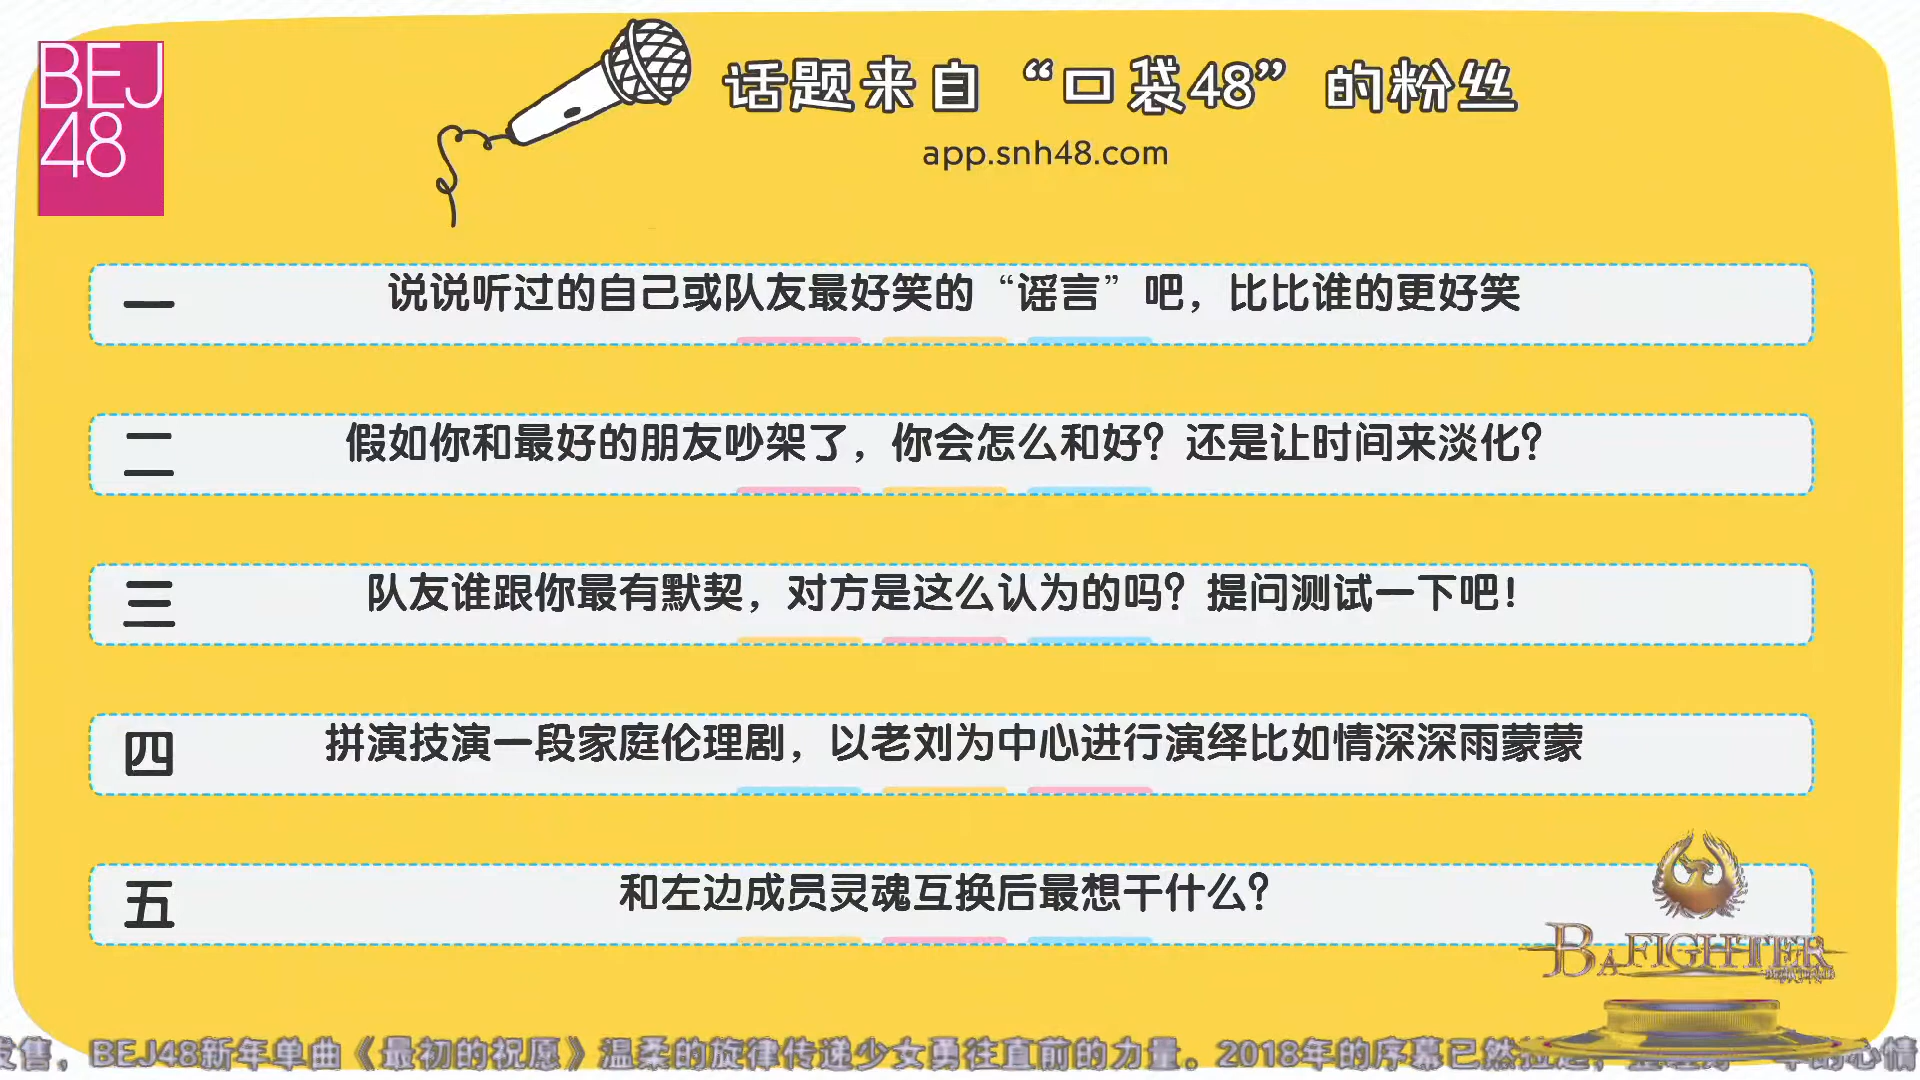 BEJ
48
话题来自“口袋48”的粉丝
app.snh48.com
一 说说听过的自己或队友最好笑的“谣言”吧，比比谁的更好笑
二 假如你和最好的朋友吵架了，你会怎么和好？还是让时间来淡化？
三 队友谁跟你最有默契，对方是这么认为的吗？提问测试一下吧！
四 拼演技演一段家庭伦理剧，以老刘为中心进行演绎比如情深深雨蒙蒙
五 和左边成员灵魂互换后最想干什么？
BAFIGHTER
发售，BEJ48新年单曲《最初的祝愿》温柔的旋律传递少女勇往直前的力量。2018年的序幕已然